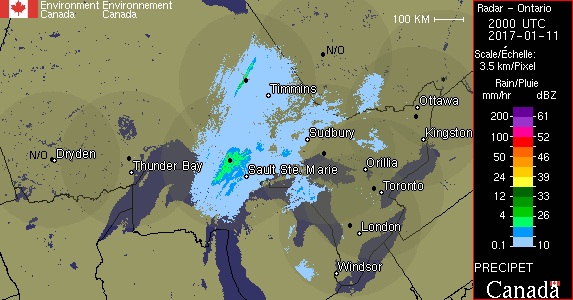 Environment Environnement
Canada Canada
Radar - Ontario
2000 UTC
2017-01-11
100 KM
Scale/Échelle:
3.5 km/Pixel
Rain/Pluie
mm/hr dBZ
200 61
100 52
50 46
24 39
12 33
4 26
0.1 10
N/O
Timmins
Ottawa
Sudbury
Kingston
N/O
Dryden
Thunder Bay
Sault Ste. Marie
Orillia
Toronto
London
Windsor
PRECIPET
Canada